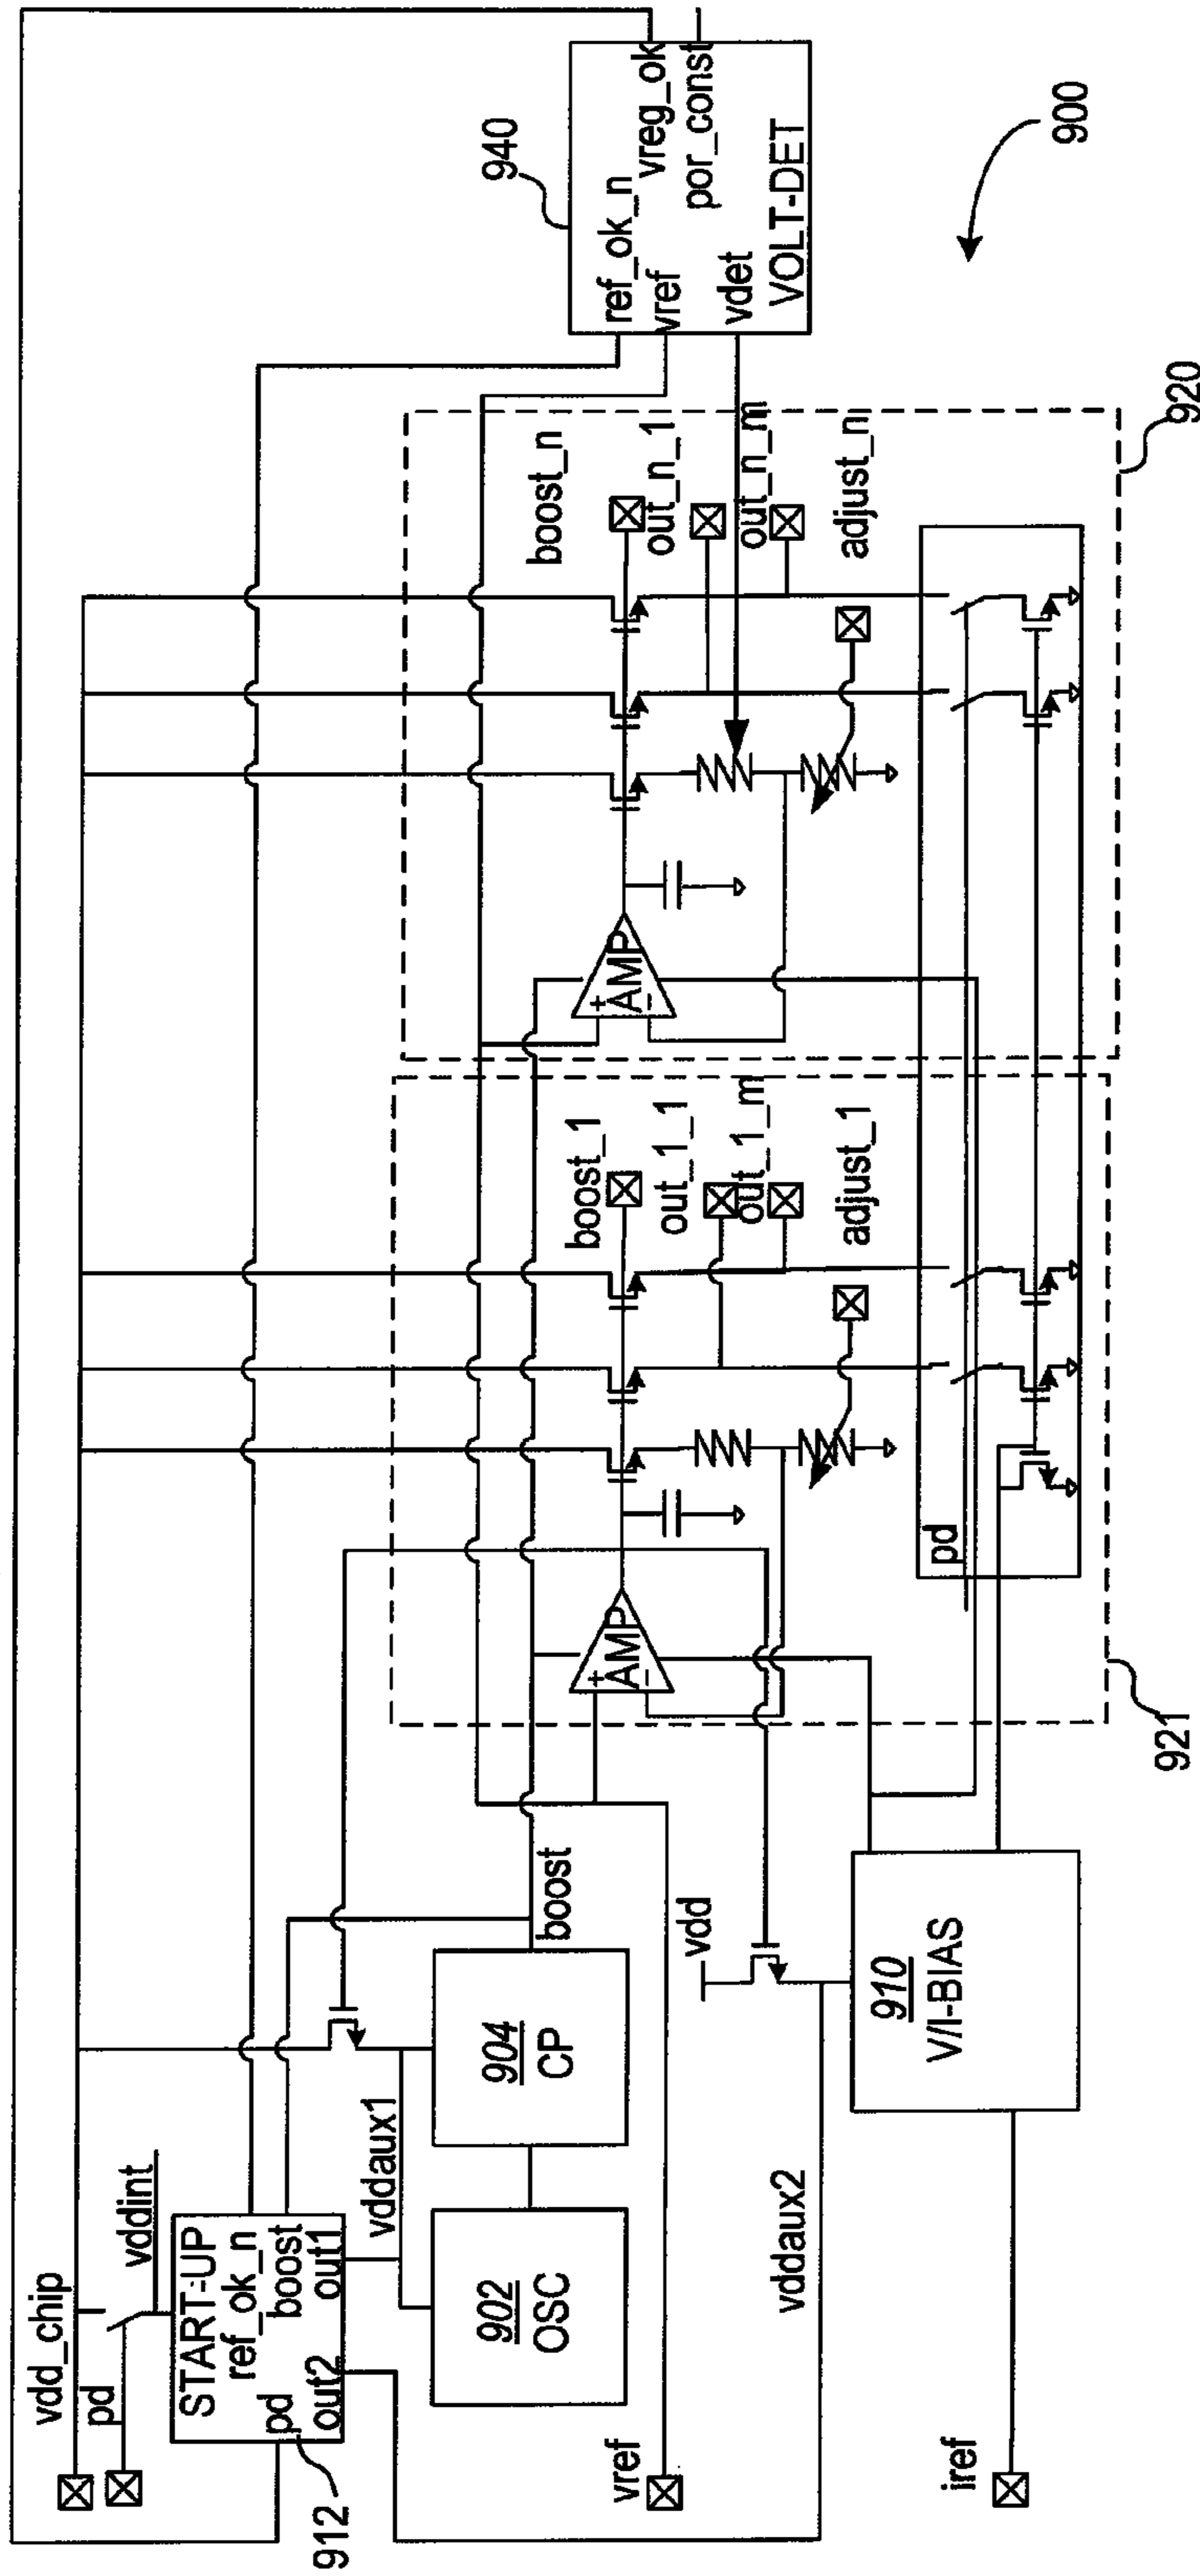 vdd_chip
pd
vddint
START-UP
ref_ok_n
boost
out1
pd
out2
912
vddaux1
902
OSC
904
CP
boost
vref
vdd
vddaux2
910
V/I-BIAS
iref
AMP
+
−
boost_1
out_1_1
out_1_m
adjust_1
pd
921
AMP
+
−
boost_n
out_n_1
out_n_m
adjust_n
920
940
ref_ok_n
vref
vreg_ok
por_const
vdet
VOLT-DET
900